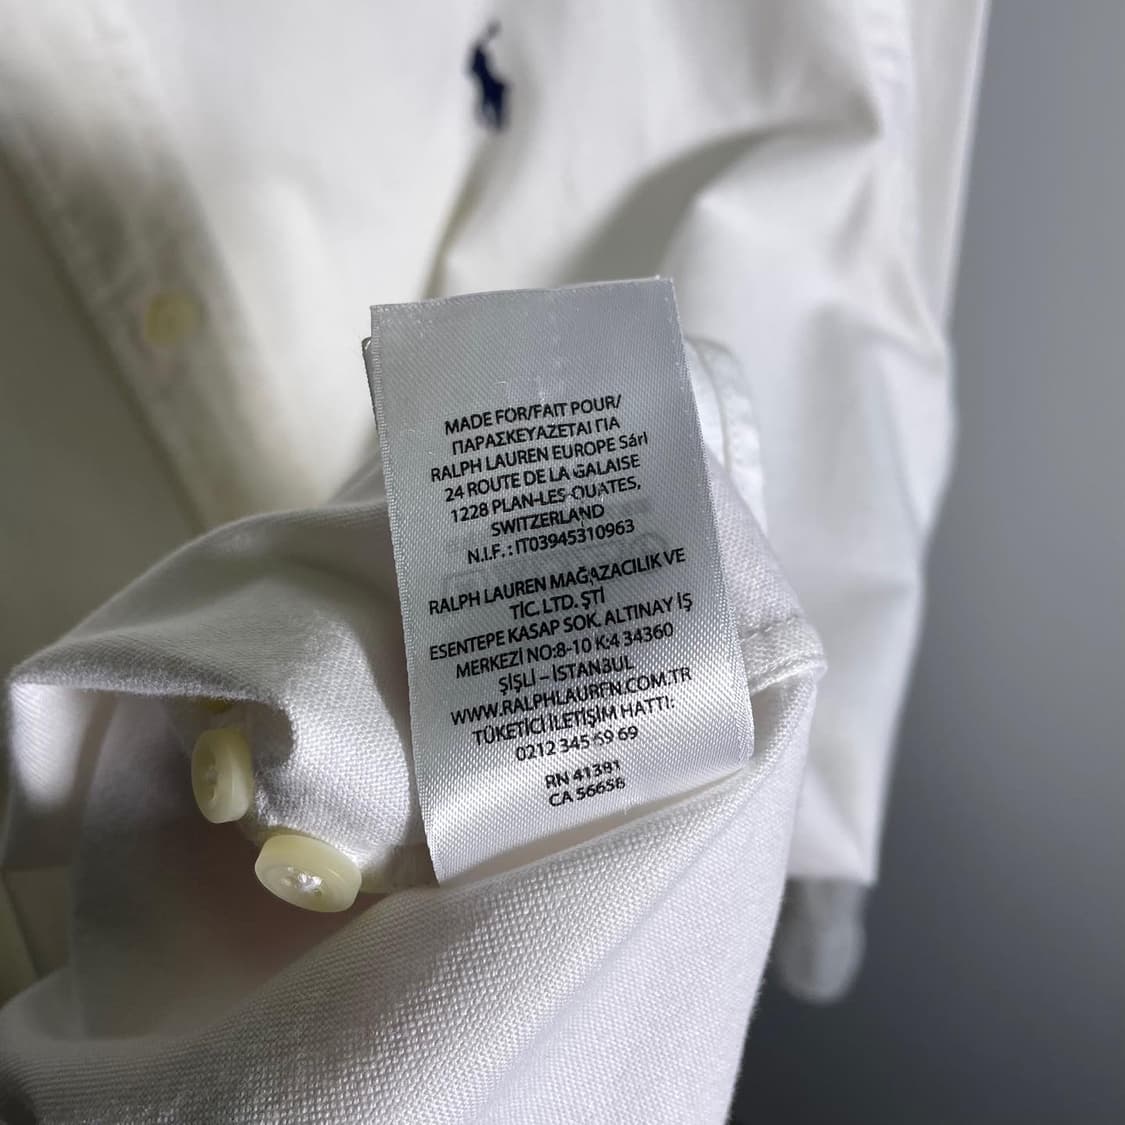 MADE FOR/FAIT POUR/
ΠΑΡΑΣΚΕΥΑΖΕΤΑΙ ΓΙΑ
RALPH LAUREN EUROPE Sárl
24 ROUTE DE LA GALAISE
1228 PLAN-LES-OUATES,
SWITZERLAND
N.I.F.: IT03945310963
RALPH LAUREN MAĞAZACILIK VE
TİC. LTD. ŞTİ
ESENTEPE KASAP SOK. ALTINAY İŞ
MERKEZİ NO:8-10 K:4 34360
ŞİŞLİ – İSTANBUL
WWW.RALPHLAUREN.COM.TR
TÜKETİCİ İLETİŞİM HATTI:
0212 345 69 69
RN 41381
CA 56658